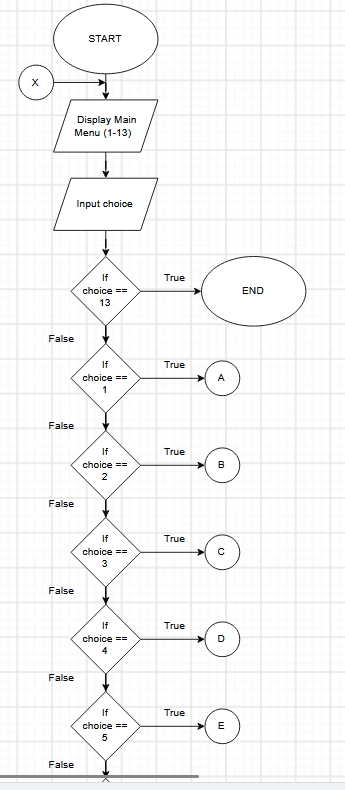 START
X
Display Main
Menu (1-13)
Input choice
If
choice ==
13
True
END
False
If
choice ==
1
True
A
False
If
choice ==
2
True
B
False
If
choice ==
3
True
C
False
If
choice ==
4
True
D
False
If
choice ==
5
True
E
False